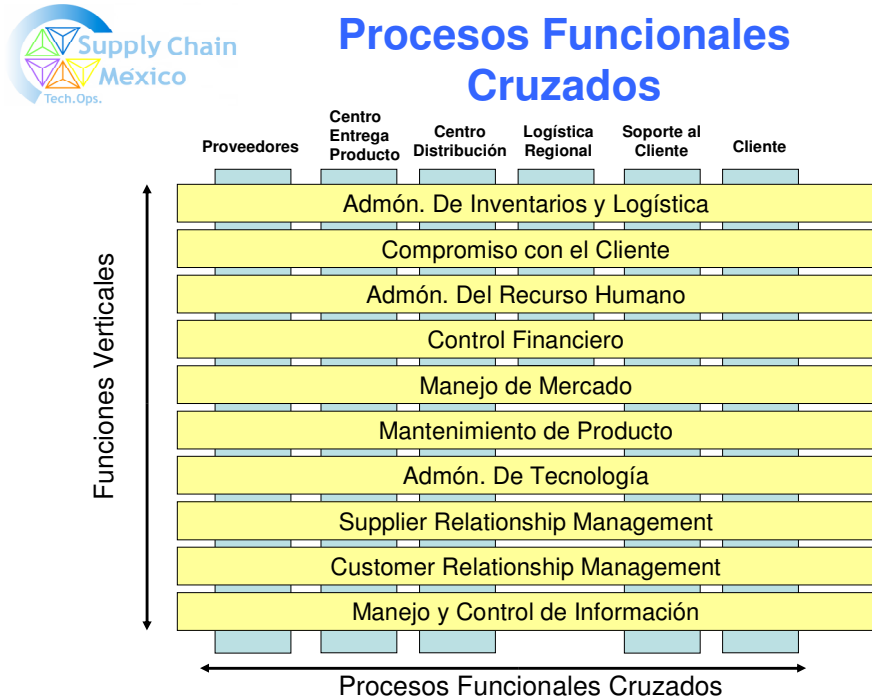 Supply Chain
México
Tech.Ops.
Procesos Funcionales
Cruzados
Proveedores
Centro
Entrega
Producto
Centro
Distribución
Logística
Regional
Soporte al
Cliente
Cliente
Funciones Verticales
Admón. De Inventarios y Logística
Compromiso con el Cliente
Admón. Del Recurso Humano
Control Financiero
Manejo de Mercado
Mantenimiento de Producto
Admón. De Tecnología
Supplier Relationship Management
Customer Relationship Management
Manejo y Control de Información
Procesos Funcionales Cruzados